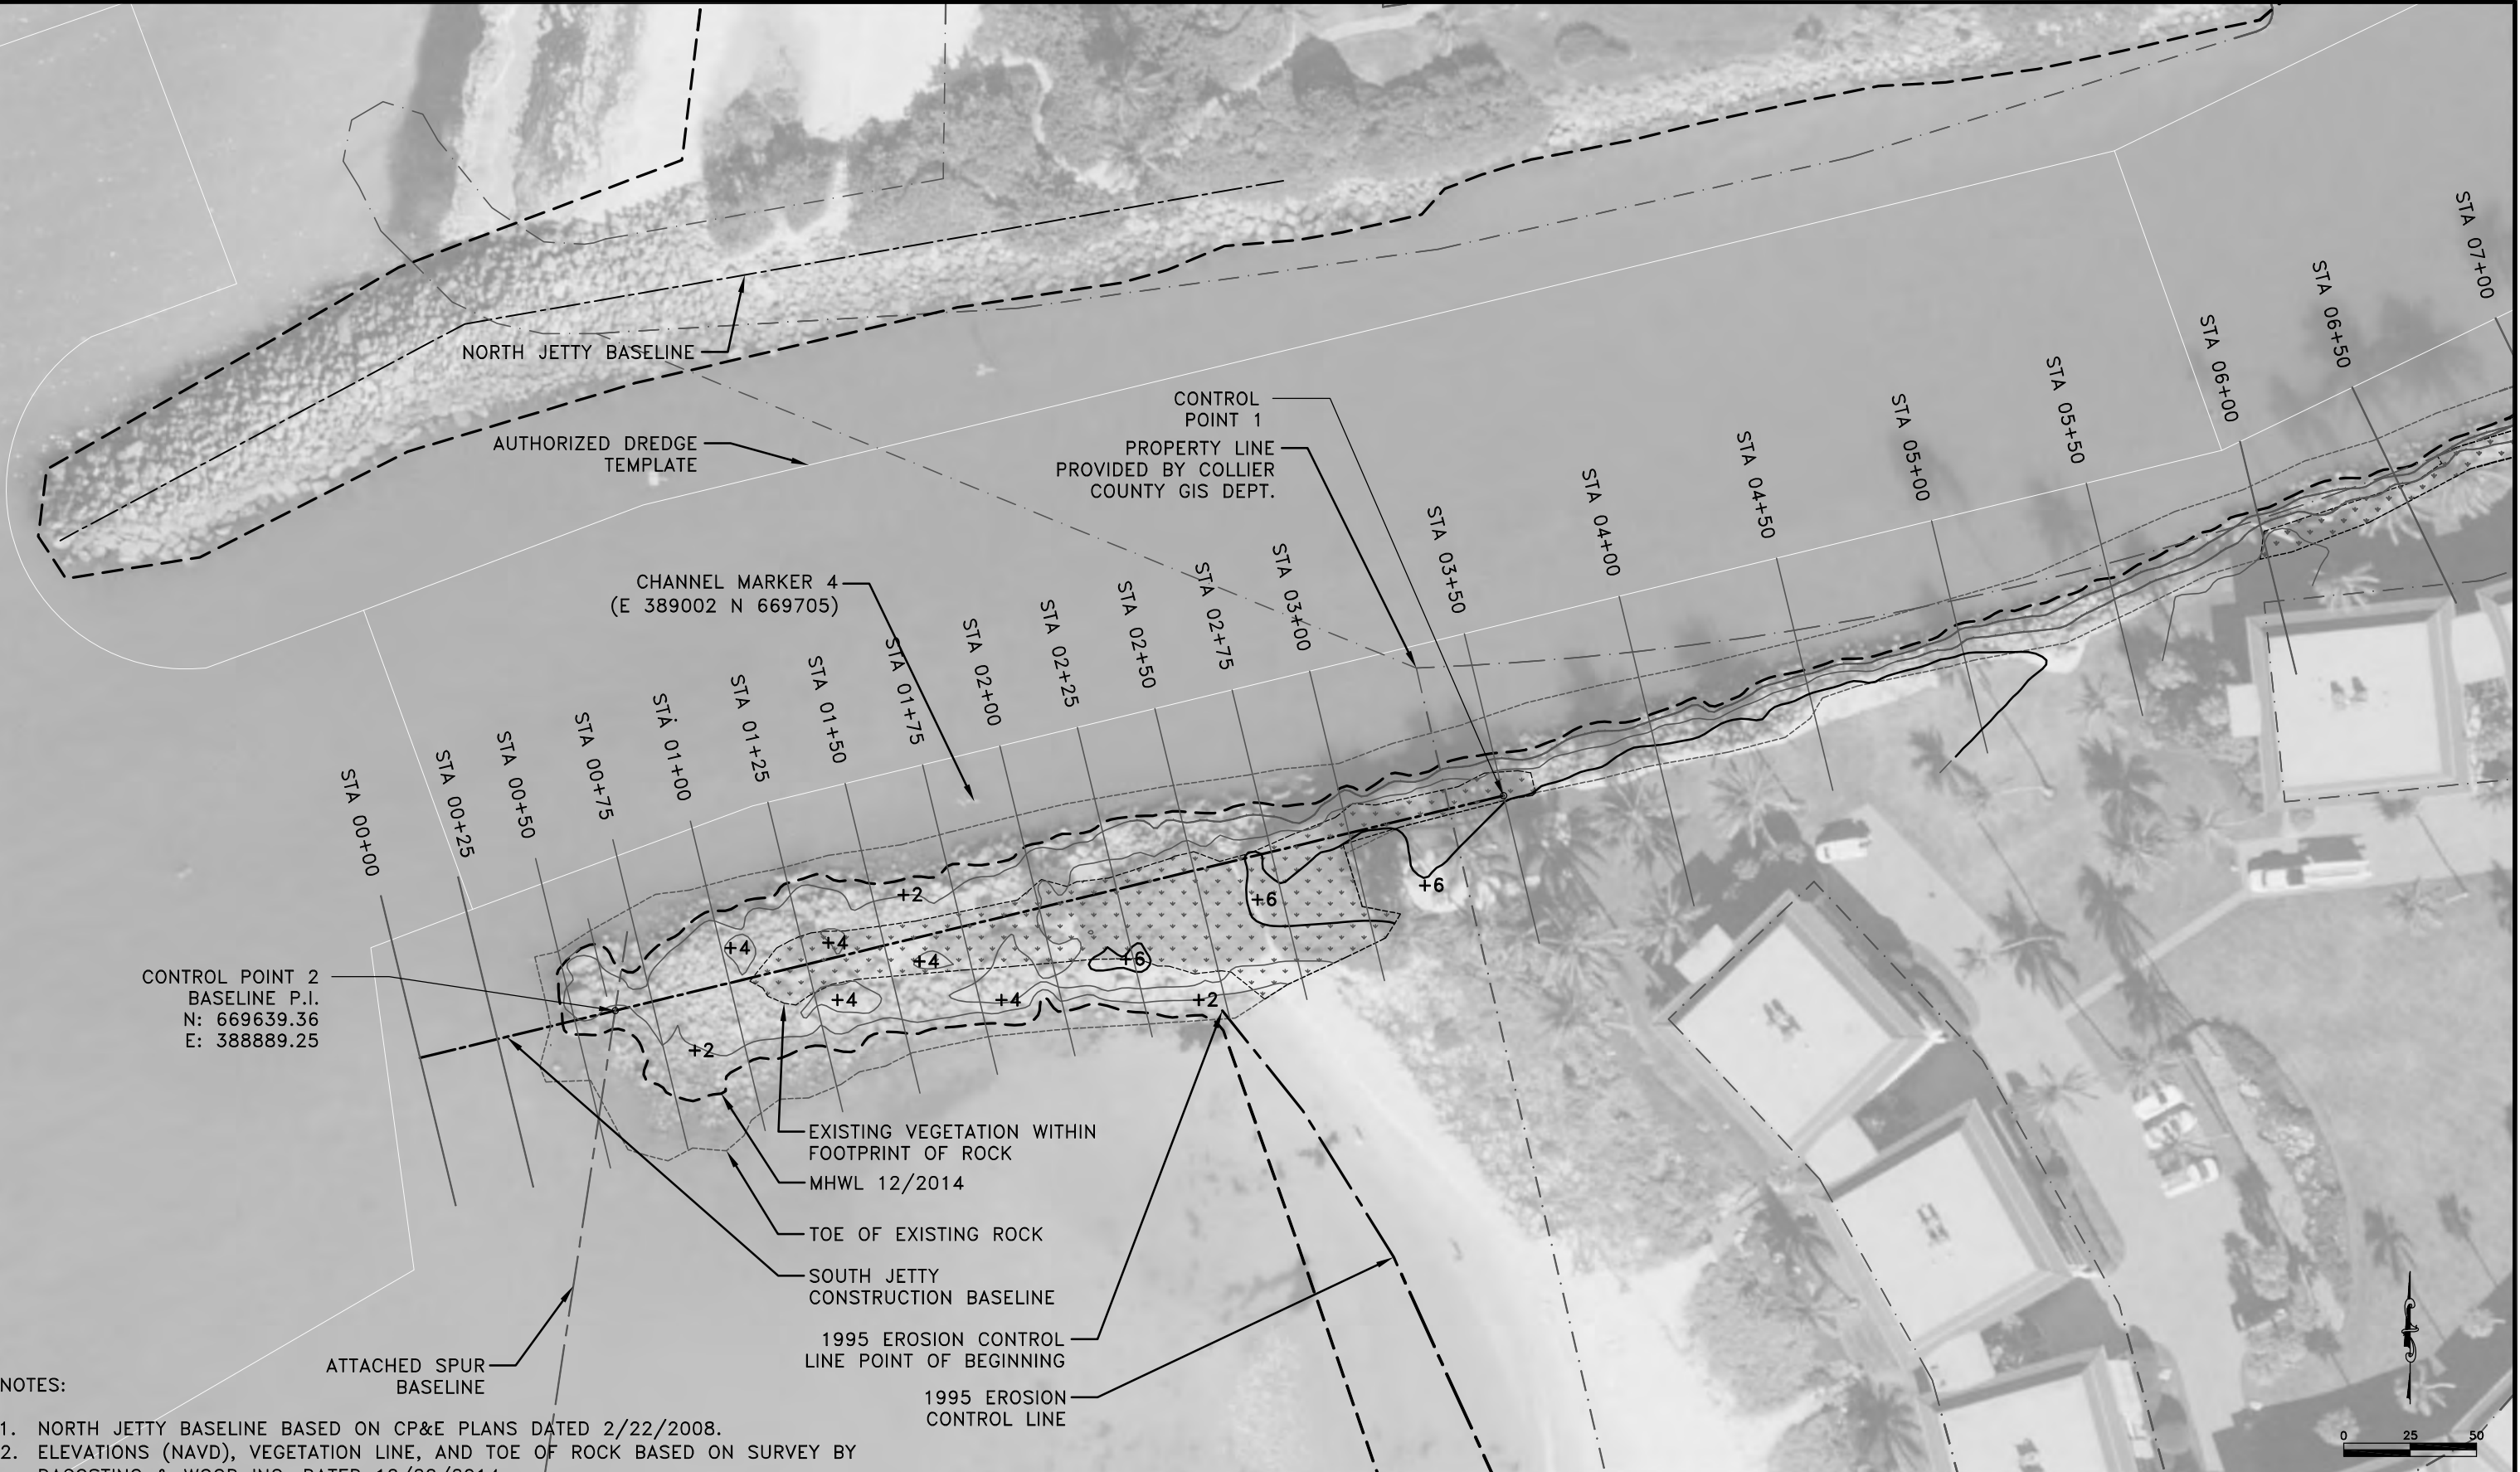 NORTH JETTY BASELINE
AUTHORIZED DREDGE
TEMPLATE
CONTROL
POINT 1
PROPERTY LINE
PROVIDED BY COLLIER
COUNTY GIS DEPT.
CHANNEL MARKER 4
(E 389002 N 669705)
STA 00+00
STA 00+25
STA 00+50
STA 00+75
STA 01+00
STA 01+25
STA 01+50
STA 01+75
STA 02+00
STA 02+25
STA 02+50
STA 02+75
STA 03+00
STA 03+50
STA 04+00
STA 04+50
STA 05+00
STA 05+50
STA 06+00
STA 06+50
STA 07+00
+2
+6
+6
+4
+4
+4
+6
+4
+4
+2
+2
CONTROL POINT 2
BASELINE P.I.
N: 669639.36
E: 388889.25
EXISTING VEGETATION WITHIN
FOOTPRINT OF ROCK
MHWL 12/2014
TOE OF EXISTING ROCK
SOUTH JETTY
CONSTRUCTION BASELINE
1995 EROSION CONTROL
LINE POINT OF BEGINNING
1995 EROSION
CONTROL LINE
ATTACHED SPUR
BASELINE
NOTES:
1. NORTH JETTY BASELINE BASED ON CP&E PLANS DATED 2/22/2008.
2. ELEVATIONS (NAVD), VEGETATION LINE, AND TOE OF ROCK BASED ON SURVEY BY
0 25 50